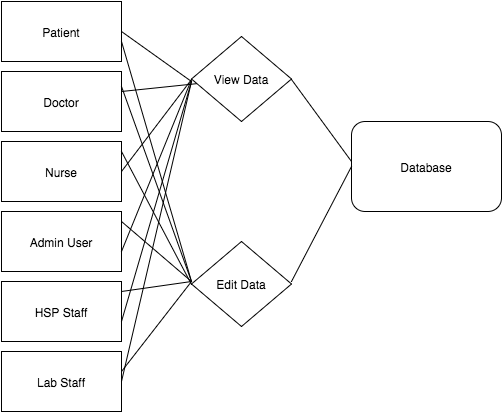 Patient
View Data
Doctor
Database
Nurse
Admin User
Edit Data
HSP Staff
Lab Staff